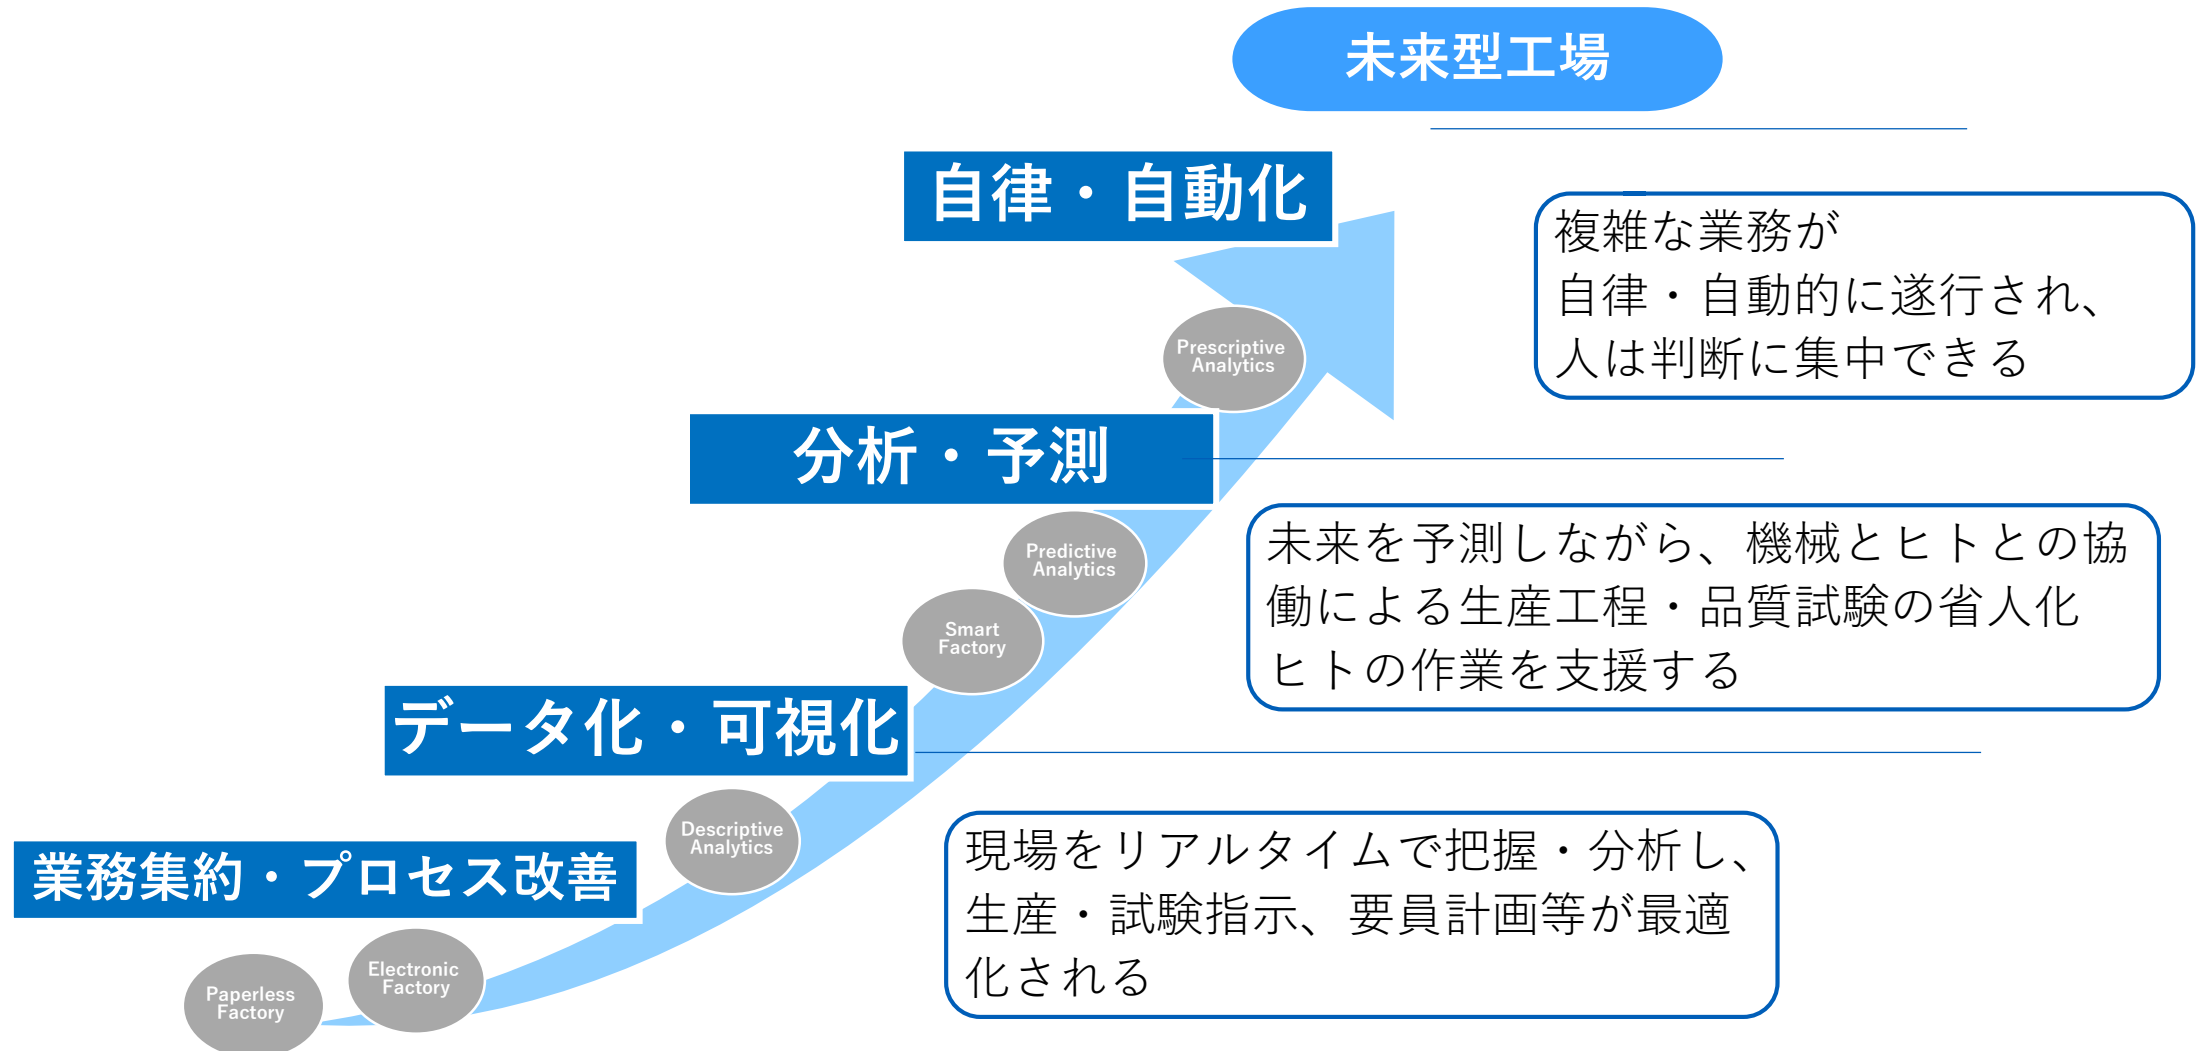 未来型工場
自律・自動化
複雑な業務が
自律・自動的に遂行され、
人は判断に集中できる
Prescriptive
Analytics
分析・予測
未来を予測しながら、機械とヒトとの協
働による生産工程・品質試験の省人化
ヒトの作業を支援する
Predictive
Analytics
Smart
Factory
データ化・可視化
現場をリアルタイムで把握・分析し、
生産・試験指示、要員計画等が最適
化される
Descriptive
Analytics
業務集約・プロセス改善
Electronic
Factory
Paperless
Factory